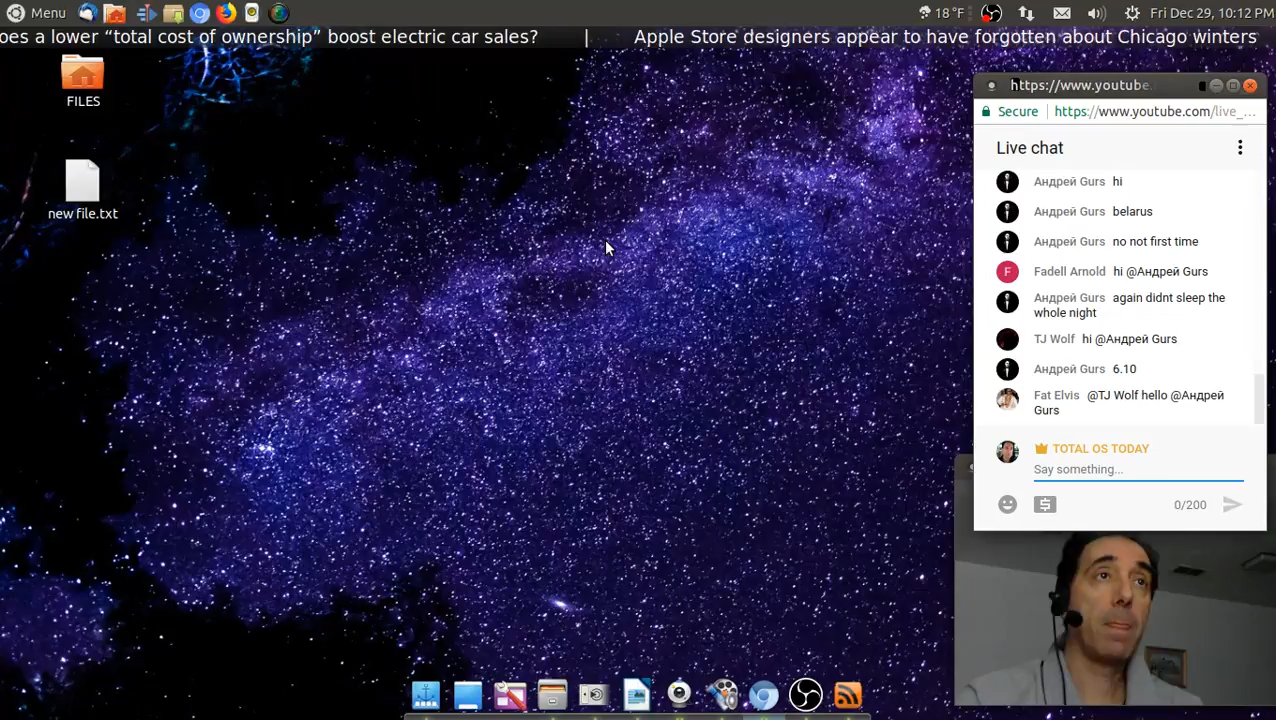 Menu
18 °F
Fri Dec 29, 10:12 PM
oes a lower “total cost of ownership” boost electric car sales? | Apple Store designers appear to have forgotten about Chicago winters
FILES
new file.txt
https://www.youtube.
Secure https://www.youtube.com/live_...
Live chat
Андрей Gurs hi
Андрей Gurs belarus
Андрей Gurs no not first time
F Fadell Arnold hi @Андрей Gurs
Андрей Gurs again didnt sleep the
whole night
TJ Wolf hi @Андрей Gurs
Андрей Gurs 6.10
Fat Elvis @TJ Wolf hello @Андрей
Gurs
TOTAL OS TODAY
Say something...
0/200